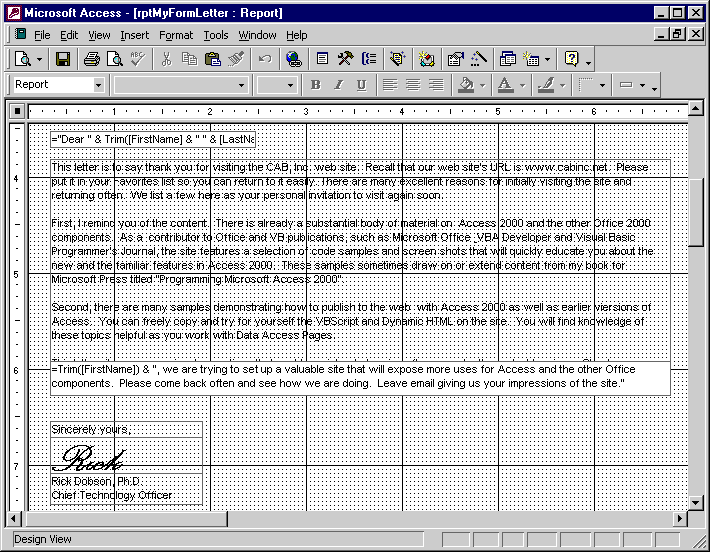 Microsoft Access - [rptMyFormLetter : Report]
File Edit View Insert Format Tools Window Help
Report
B I U
1 2 3 4 5 6
="Dear " & Trim([FirstName] & " " & [LastNa
This letter is to say thank you for visiting the CAB, Inc. web site. Recall that our web site's URL is www.cabinc.net. Please
4
put it in your Favorites list so you can return to it easily. There are many excellent reasons for initially visiting the site and
returning often. We list a few here as your personal invitation to visit again soon.
First, I remind you of the content. There is already a substantial body of material on Access 2000 and the other Office 2000
components. As a contributor to Office and VB publications, such as Microsoft Office_VBA Developer and Visual Basic
Programmer's Journal, the site features a selection of code samples and screen shots that will quickly educate you about the
new and the familiar features in Access 2000. These samples sometimes draw on or extend content from my book for
5
Microsoft Press titled "Programming Microsoft Access 2000".
Second, there are many samples demonstrating how to publish to the web with Access 2000 as well as earlier versions of
Access. You can freely copy and try for yourself the VBScript and Dynamic HTML on the site. You will find knowledge of
these topics helpful as you work with Data Access Pages.
6
=Trim([FirstName]) & ", we are trying to set up a valuable site that will expose more uses for Access and the other Office
components. Please come back often and see how we are doing. Leave email giving us your impressions of the site."
Sincerely yours,
Rick
7
Rick Dobson, Ph.D.
Chief Technology Officer
Design View